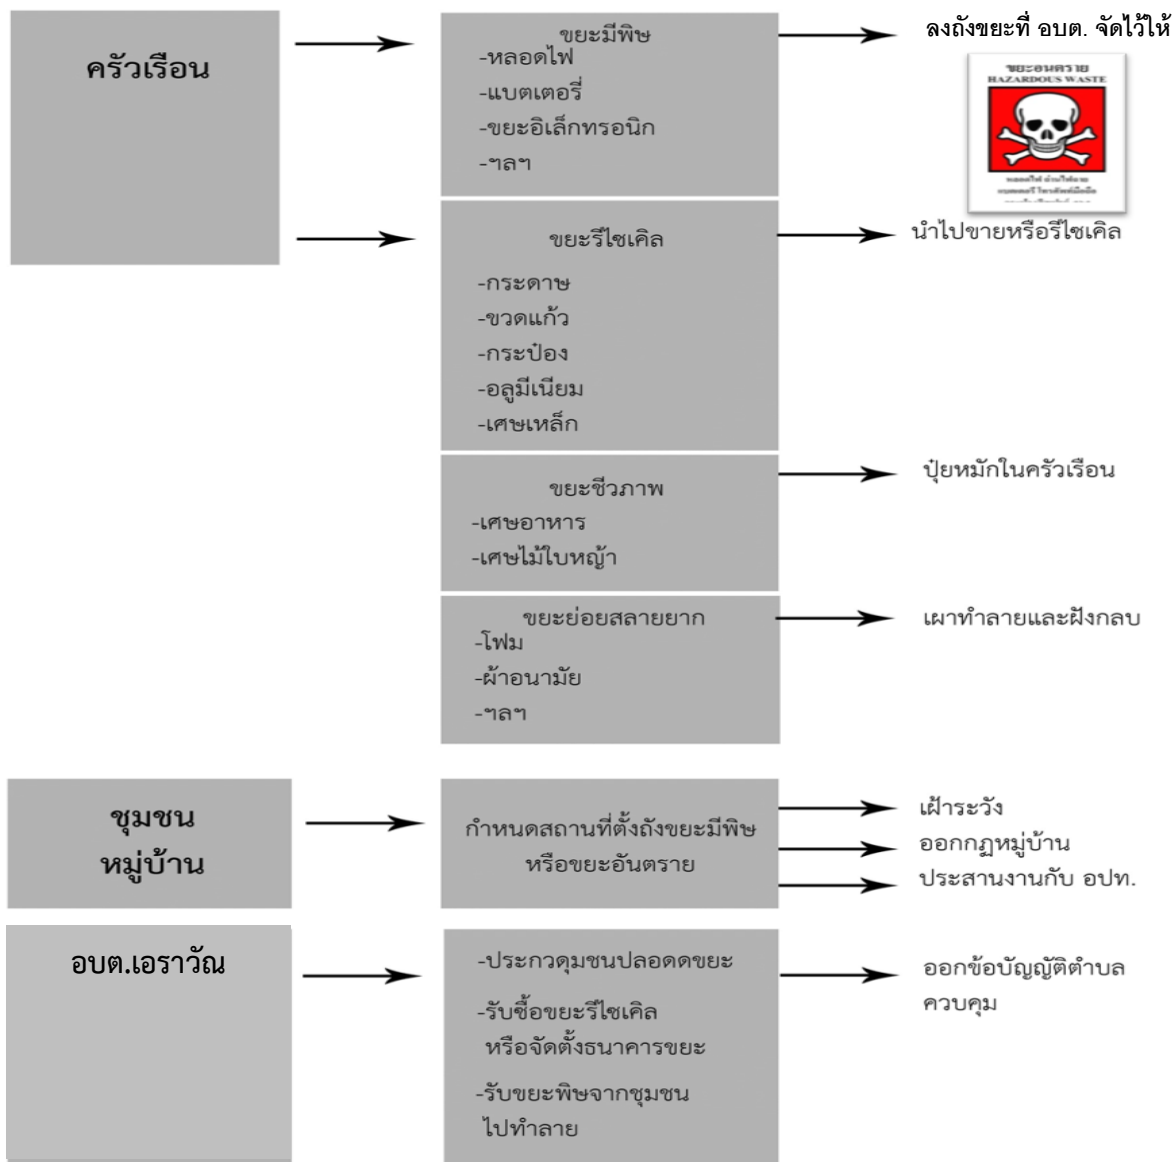 ครัวเรือน
ขยะมีพิษ
-หลอดไฟ
-แบตเตอรี่
-ขยะอิเล็กทรอนิก
-ฯลฯ
ลงถังขยะที่ อบต. จัดไว้ให้
ขยะอันตราย
HAZARDOUS WASTE
ขยะรีไซเคิล
-กระดาษ
-ขวดแก้ว
-กระป๋อง
-อลูมีเนียม
-เศษเหล็ก
นำไปขายหรือรีไซเคิล
ขยะชีวภาพ
-เศษอาหาร
-เศษไม้ใบหญ้า
ปุ๋ยหมักในครัวเรือน
ขยะย่อยสลายยาก
-โฟม
-ผ้าอนามัย
-ฯลฯ
เผาทำลายและฝังกลบ
ชุมชน
หมู่บ้าน
กำหนดสถานที่ตั้งถังขยะมีพิษ
หรือขยะอันตราย
เฝ้าระวัง
ออกกฏหมู่บ้าน
ประสานงานกับ อปท.
อบต.เอราวัณ
-ประกวดุมชนปลอดดขยะ
-รับซื้อขยะรีไซเคิล
หรือจัดตั้งธนาคารขยะ
-รับขยะพิษจากชุมชน
ไปทำลาย
ออกข้อบัญญัติตำบล
ควบคุม